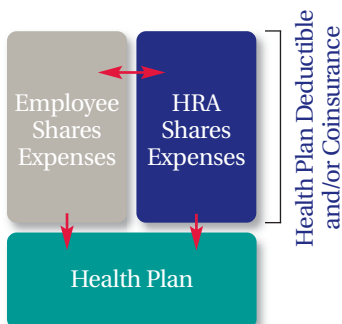 Employee
Shares
Expenses
HRA
Shares
Expenses
Health Plan Deductible
and/or Coinsurance
Health Plan